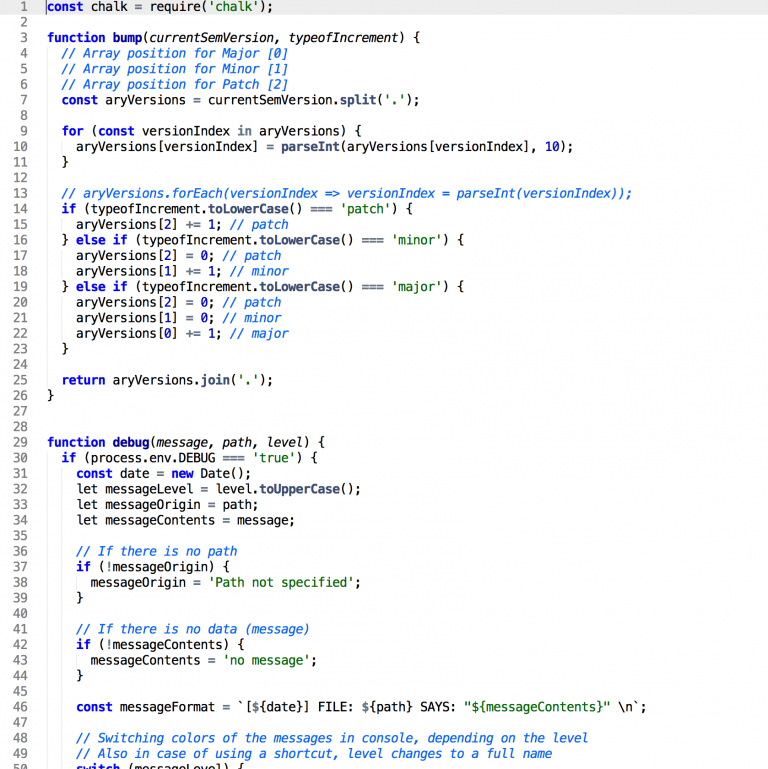 1 const chalk = require('chalk');
2
3 function bump(currentSemVersion, typeofIncrement) {
4   // Array position for Major [0]
5   // Array position for Minor [1]
6   // Array position for Patch [2]
7   const aryVersions = currentSemVersion.split('.');
8
9   for (const versionIndex in aryVersions) {
10     aryVersions[versionIndex] = parseInt(aryVersions[versionIndex], 10);
11   }
12
13   // aryVersions.forEach(versionIndex => versionIndex = parseInt(versionIndex));
14   if (typeofIncrement.toLowerCase() === 'patch') {
15     aryVersions[2] += 1; // patch
16   } else if (typeofIncrement.toLowerCase() === 'minor') {
17     aryVersions[2] = 0; // patch
18     aryVersions[1] += 1; // minor
19   } else if (typeofIncrement.toLowerCase() === 'major') {
20     aryVersions[2] = 0; // patch
21     aryVersions[1] = 0; // minor
22     aryVersions[0] += 1; // major
23   }
24
25   return aryVersions.join('.');
26 }
27
28
29 function debug(message, path, level) {
30   if (process.env.DEBUG === 'true') {
31     const date = new Date();
32     let messageLevel = level.toUpperCase();
33     let messageOrigin = path;
34     let messageContents = message;
35
36     // If there is no path
37     if (!messageOrigin) {
38       messageOrigin = 'Path not specified';
39     }
40
41     // If there is no data (message)
42     if (!messageContents) {
43       messageContents = 'no message';
44     }
45
46     const messageFormat = `[${date}] FILE: ${path} SAYS: "${messageContents}" \n`;
47
48     // Switching colors of the messages in console, depending on the level
49     // Also in case of using a shortcut, level changes to a full name
50     switch (messageLevel) {